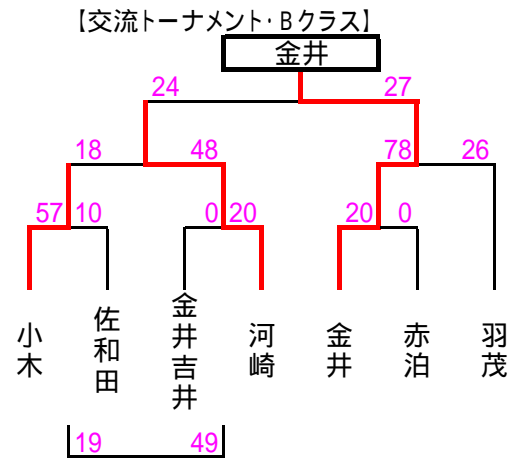 【交流トーナメント・Bクラス】
金井
24 27
18 48 78 26
57 10 0 20 20 0
小木 佐和田 金井吉井 河崎 金井 赤泊 羽茂
19 49